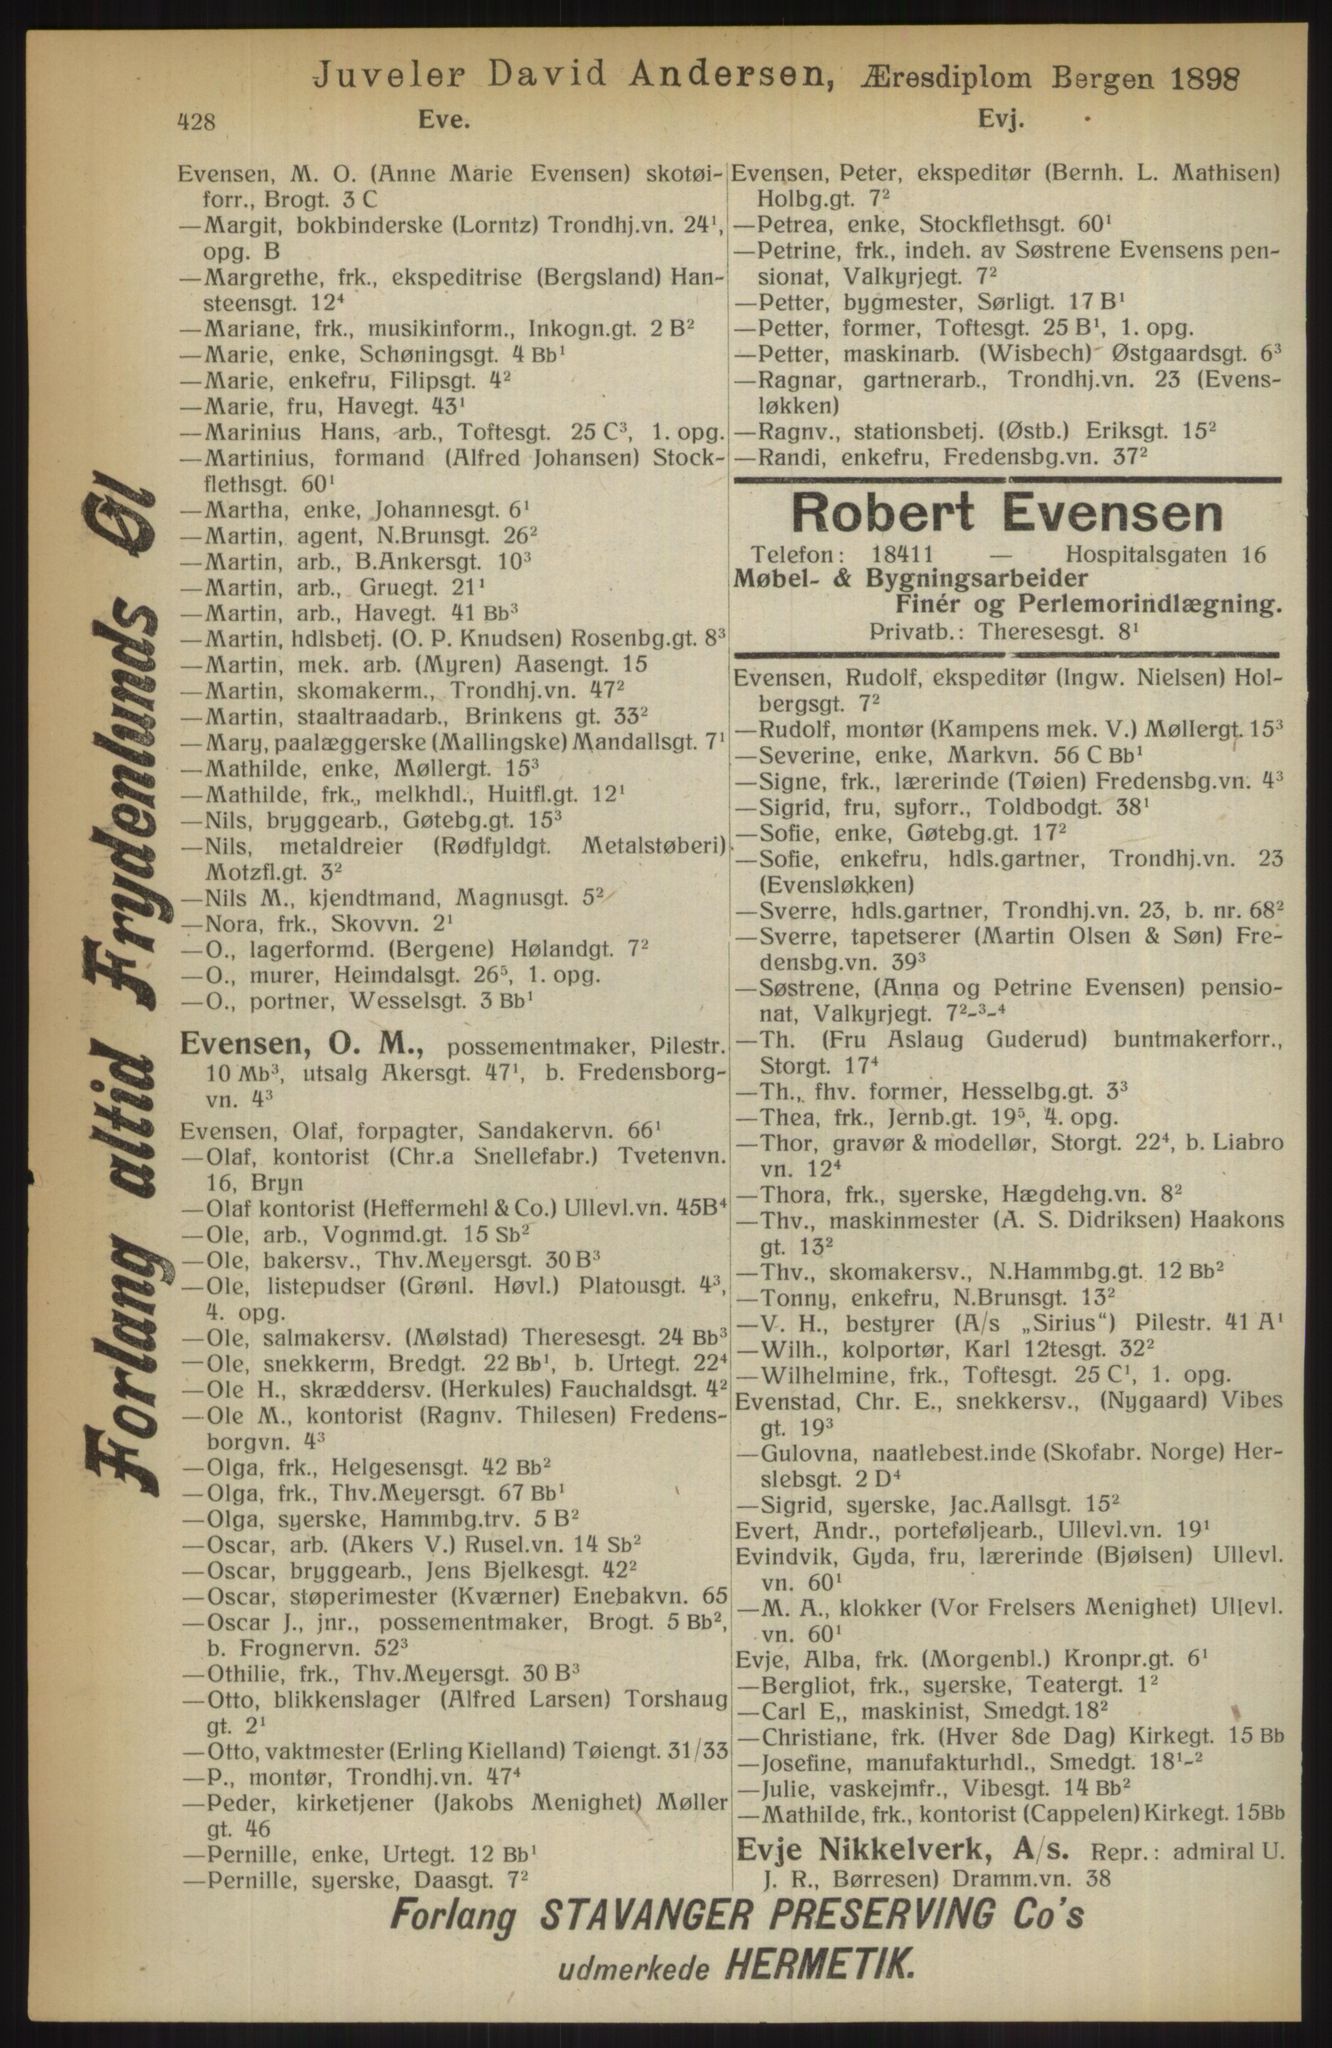 Juveler David Andersen, Æresdiplom Bergen 1898
428 Eve. Evj.
Evensen, M. O. (Anne Marie Evensen) skotøi-
forr., Brogt. 3 C
—Margit, bokbinderske (Lorntz) Trondhj.vn. 24¹,
opg. B
—Margrethe, frk., ekspeditrise (Bergsland) Han-
steensgt. 12⁴
—Mariane, frk., musikinform., Inkogn.gt. 2 B²
—Marie, enke, Schøningsgt. 4 Bb¹
—Marie, enkefru, Filipsgt. 4²
—Marie, fru, Havegt. 43¹
—Marinius Hans, arb., Toftesgt. 25 C³, 1. opg.
—Martinius, formand (Alfred Johansen) Stock-
flethsgt. 60¹
—Martha, enke, Johannesgt. 6¹
—Martin, agent, N.Brunsgt. 26²
—Martin, arb., B.Ankersgt. 10³
—Martin, arb., Gruegt. 21¹
—Martin, arb., Havegt. 41 Bb³
—Martin, hdlsbetj. (O. P. Knudsen) Rosenbg.gt. 8³
—Martin, mek. arb. (Myren) Aasengt. 15
—Martin, skomakerm., Trondhj.vn. 47²
—Martin, staaltraadarb., Brinkens gt. 33²
—Mary, paalæggerske (Mallingske) Mandallsgt. 7¹
—Mathilde, enke, Møllergt. 15³
—Mathilde, frk., melkhdl., Huitfl.gt. 12¹
—Nils, bryggearb., Gøtebg.gt. 15³
—Nils, metaldreier (Rødfyldgt. Metalstøberi)
Motzfl.gt. 3²
—Nils M., kjendtmand, Magnusgt. 5²
—Nora, frk., Skovvn. 2¹
—O., lagerformd. (Bergene) Hølandgt. 7²
—O., murer, Heimdalsgt. 26⁵, 1. opg.
—O., portner, Wesselsgt. 3 Bb¹
Evensen, O. M., possementmaker, Pilestr.
10 Mb³, utsalg Akersgt. 47¹, b. Fredensborg-
vn. 4³
Evensen, Olaf, forpagter, Sandakervn. 66¹
—Olaf, kontorist (Chr.a Snellefabr.) Tvetenvn.
16, Bryn
—Olaf kontorist (Heffermehl & Co.) Ullevl.vn. 45B⁴
—Ole, arb., Vognmd.gt. 15 Sb²
—Ole, bakersv., Thv.Meyersgt. 30 B³
—Ole, listepudser (Grønl. Høvl.) Platousgt. 4³,
4. opg.
—Ole, salmakersv. (Mølstad) Theresesgt. 24 Bb³
—Ole, snekkerm, Bredgt. 22 Bb¹, b. Urtegt. 22⁴
—Ole H., skræddersv. (Herkules) Fauchaldsgt. 4²
—Ole M., kontorist (Ragnv. Thilesen) Fredens-
borgvn. 4³
—Olga, frk., Helgesensgt. 42 Bb²
—Olga, frk., Thv.Meyersgt. 67 Bb¹
—Olga, syerske, Hammbg.trv. 5 B²
—Oscar, arb. (Akers V.) Rusel.vn. 14 Sb²
—Oscar, bryggearb., Jens Bjelkesgt. 42²
—Oscar, støperimester (Kværner) Enebakvn. 65
—Oscar J., jnr., possementmaker, Brogt. 5 Bb²,
b. Frognervn. 52³
—Othilie, frk., Thv.Meyersgt. 30 B³
—Otto, blikkenslager (Alfred Larsen) Torshaug
gt. 2¹
—Otto, vaktmester (Erling Kielland) Tøiengt. 31/33
—P., montør, Trondhj.vn. 47⁴
—Peder, kirketjener (Jakobs Menighet) Møller
gt. 46
—Pernille, enke, Urtegt. 12 Bb¹
—Pernille, syerske, Daasgt. 7²
Evensen, Peter, ekspeditør (Bernh. L. Mathisen)
Holbg.gt. 7²
—Petrea, enke, Stockflethsgt. 60¹
—Petrine, frk., indeh. av Søstrene Evensens pen-
sionat, Valkyrjegt. 7²
—Petter, bygmester, Sørligt. 17 B¹
—Petter, former, Toftesgt. 25 B¹, 1. opg.
—Petter, maskinarb. (Wisbech) Østgaardsgt. 6³
—Ragnar, gartnerarb., Trondhj.vn. 23 (Evens-
løkken)
—Ragnv., stationsbetj. (Østb.) Eriksgt. 15²
—Randi, enkefru, Fredensbg.vn. 37²
Robert Evensen
Telefon: 18411 — Hospitalsgaten 16
Møbel- & Bygningsarbeider
Finér og Perlemorindlægning.
Privatb.: Theresesgt. 8¹
Evensen, Rudolf, ekspeditør (Ingw. Nielsen) Hol-
bergsgt. 7²
—Rudolf, montør (Kampens mek. V.) Møllergt. 15³
—Severine, enke, Markvn. 56 C Bb¹
—Signe, frk., lærerinde (Tøien) Fredensbg.vn. 4³
—Sigrid, fru, syforr., Toldbodgt. 38¹
—Sofie, enke, Gøtebg.gt. 17²
—Sofie, enkefru, hdls.gartner, Trondhj.vn. 23
(Evensløkken)
—Sverre, hdls.gartner, Trondhj.vn. 23, b. nr. 68²
—Sverre, tapetserer (Martin Olsen & Søn) Fre-
densbg.vn. 39³
—Søstrene, (Anna og Petrine Evensen) pensio-
nat, Valkyrjegt. 7²-³-⁴
—Th. (Fru Aslaug Guderud) buntmakerforr.,
Storgt. 17⁴
—Th., fhv. former, Hesselbg.gt. 3³
—Thea, frk., Jernb.gt. 19⁵, 4. opg.
—Thor, gravør & modellør, Storgt. 22⁴, b. Liabro
vn. 12⁴
—Thora, frk., syerske, Hægdehg.vn. 8²
—Thv., maskinmester (A. S. Didriksen) Haakons
gt. 13²
—Thv., skomakersv., N.Hammbg.gt. 12 Bb²
—Tonny, enkefru, N.Brunsgt. 13²
—V. H., bestyrer (A/s „Sirius“) Pilestr. 41 A¹
—Wilh., kolportør, Karl 12tesgt. 32²
—Wilhelmine, frk., Toftesgt. 25 C¹, 1. opg.
Evenstad, Chr. E., snekkersv., (Nygaard) Vibes
gt. 19³
—Gulovna, naatlebest.inde (Skofabr. Norge) Her-
slebsgt. 2 D⁴
—Sigrid, syerske, Jac.Aallsgt. 15²
Evert, Andr., porteføljearb., Ullevl.vn. 19¹
Evindvik, Gyda, fru, lærerinde (Bjølsen) Ullevl.
vn. 60¹
—M. A., klokker (Vor Frelsers Menighet) Ullevl.
vn. 60¹
Evje, Alba, frk. (Morgenbl.) Kronpr.gt. 6¹
—Bergliot, frk., syerske, Teatergt. 1²
—Carl E,, maskinist, Smedgt. 18²
—Christiane, frk. (Hver 8de Dag) Kirkegt. 15 Bb
—Josefine, manufakturhdl., Smedgt. 18¹-²
—Julie, vaskejmfr., Vibesgt. 14 Bb²
—Mathilde, frk., kontorist (Cappelen) Kirkegt. 15Bb
Evje Nikkelverk, A/s. Repr.: admiral U.
J. R., Børresen) Dramm.vn. 38
Forlang altid Frydenlunds Øl
Forlang STAVANGER PRESERVING Co's
udmerkede HERMETIK.